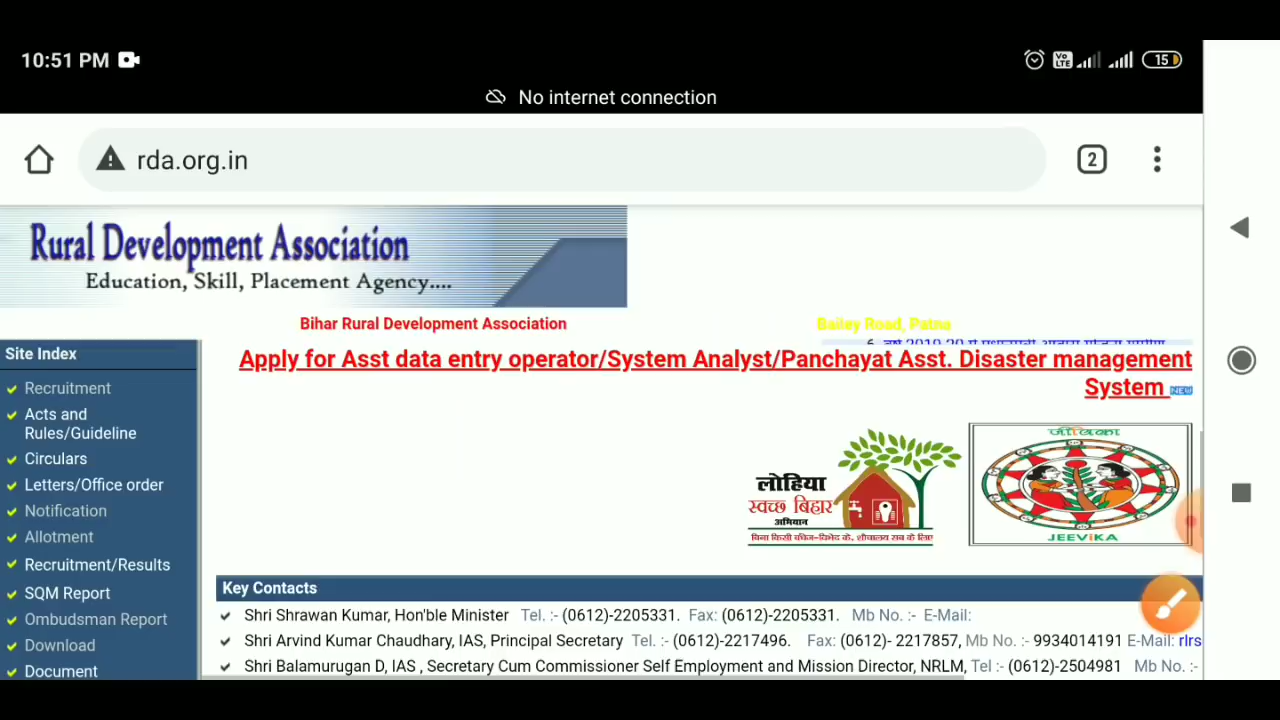 10:51 PM
Vo LTE
15
No internet connection
rda.org.in
2
Rural Development Association
Education, Skill, Placement Agency....
Bihar Rural Development Association
Bailey Road, Patna
Apply for Asst data entry operator/System Analyst/Panchayat Asst. Disaster management
System NEW
Site Index
Recruitment
Acts and
Rules/Guideline
Circulars
Letters/Office order
Notification
Allotment
Recruitment/Results
SQM Report
Ombudsman Report
Download
Document
लोहिया
स्वच्छ बिहार
अभियान
जीविका
JEEViKA
Key Contacts
Shri Shrawan Kumar, Hon'ble Minister Tel. :- (0612)-2205331. Fax: (0612)-2205331. Mb No. :- E-Mail:
Shri Arvind Kumar Chaudhary, IAS, Principal Secretary Tel. :- (0612)-2217496. Fax: (0612)- 2217857, Mb No. :- 9934014191 E-Mail: rlrs
Shri Balamurugan D, IAS , Secretary Cum Commissioner Self Employment and Mission Director, NRLM, Tel :- (0612)-2504981 Mb No. :-